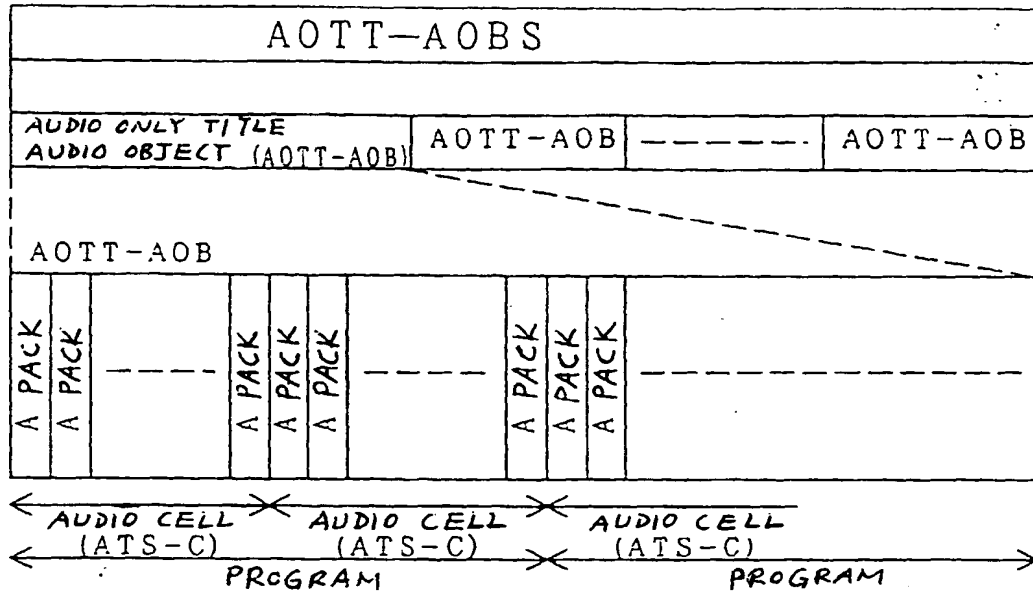 AOTT-AOBS
AUDIO ONLY TITLE
AUDIO OBJECT (AOTT-AOB)
AOTT-AOB
AOTT-AOB
AOTT-AOB
A PACK
A PACK
A PACK
A PACK
A PACK
A PACK
A PACK
A PACK
AUDIO CELL
(ATS-C)
AUDIO CELL
(ATS-C)
AUDIO CELL
(ATS-C)
PROGRAM
PROGRAM